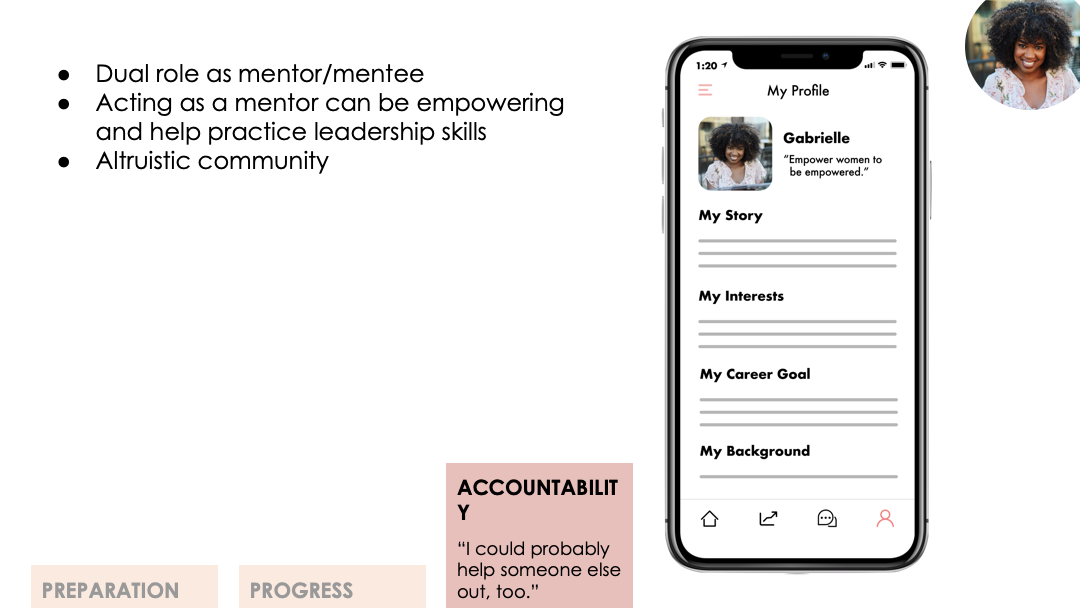 ● Dual role as mentor/mentee
● Acting as a mentor can be empowering
and help practice leadership skills
● Altruistic community
1:20
My Profile
Gabrielle
“Empower women to
be empowered.”
My Story
My Interests
My Career Goal
My Background
PREPARATION
PROGRESS
ACCOUNTABILIT
Y
“I could probably
help someone else
out, too.”